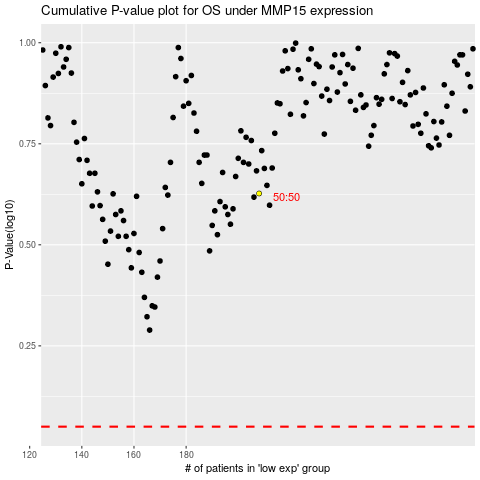 Cumulative P-value plot for OS under MMP15 expression
1.00
0.75
0.50
0.25
P-Value(log10)
50:50
120 140 160 180
# of patients in 'low exp' group